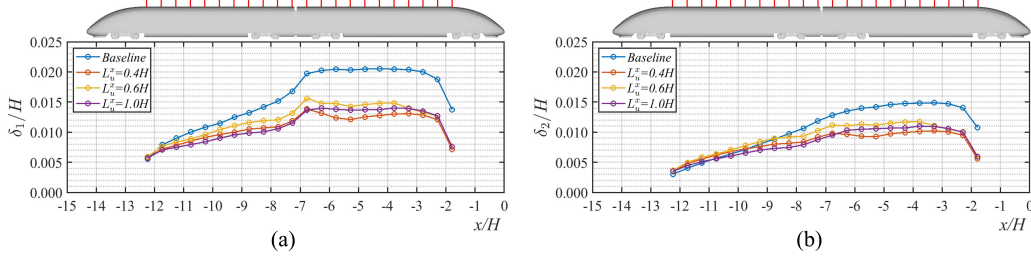 0.025
0.020
0.015
0.010
0.005
0.000
δ₁/H
Baseline
Lᵤˣ=0.4H
Lᵤˣ=0.6H
Lᵤˣ=1.0H
-15 -14 -13 -12 -11 -10 -9 -8 -7 -6 -5 -4 -3 -2 -1 0
x/H
(a)
0.025
0.020
0.015
0.010
0.005
0.000
δ₂/H
Baseline
Lᵤˣ=0.4H
Lᵤˣ=0.6H
Lᵤˣ=1.0H
-15 -14 -13 -12 -11 -10 -9 -8 -7 -6 -5 -4 -3 -2 -1 0
x/H
(b)